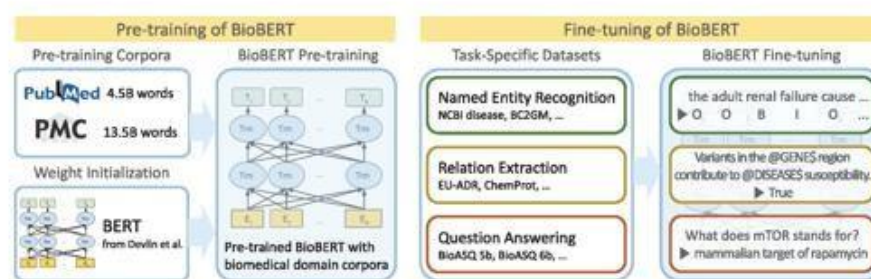 Pre-training of BioBERT
Pre-training Corpora
PubMed 4.5B words
PMC 13.5B words
Weight Initialization
BERT
from Devlin et al.
BioBERT Pre-training
Pre-trained BioBERT with
biomedical domain corpora
Fine-tuning of BioBERT
Task-Specific Datasets
Named Entity Recognition
NCBI disease, BC2GM, ...
Relation Extraction
EU-ADR, ChemProt, ...
Question Answering
BioASQ 5b, BioASQ 6b, ...
BioBERT Fine-tuning
the adult renal failure cause ...
O O B I O ...
Variants in the @GENE$ region
contribute to @DISEASE$ susceptibility.
True
What does mTOR stands for?
mammalian target of rapamycin